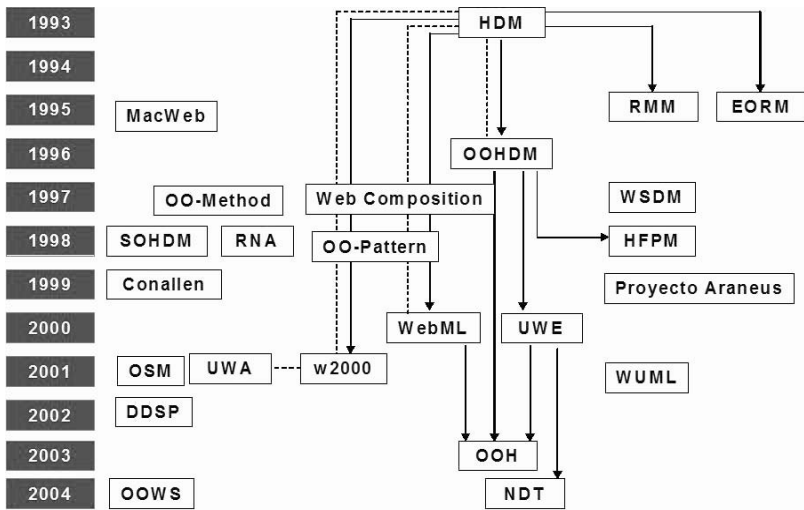 1993
HDM
1994
1995
MacWeb
RMM
EORM
1996
OOHDM
1997
OO-Method
Web Composition
WSDM
1998
SOHDM
RNA
OO-Pattern
HFPM
1999
Conallen
Proyecto Araneus
2000
WebML
UWE
2001
OSM
UWA
w2000
WUML
2002
DDSP
2003
OOH
2004
OOWS
NDT